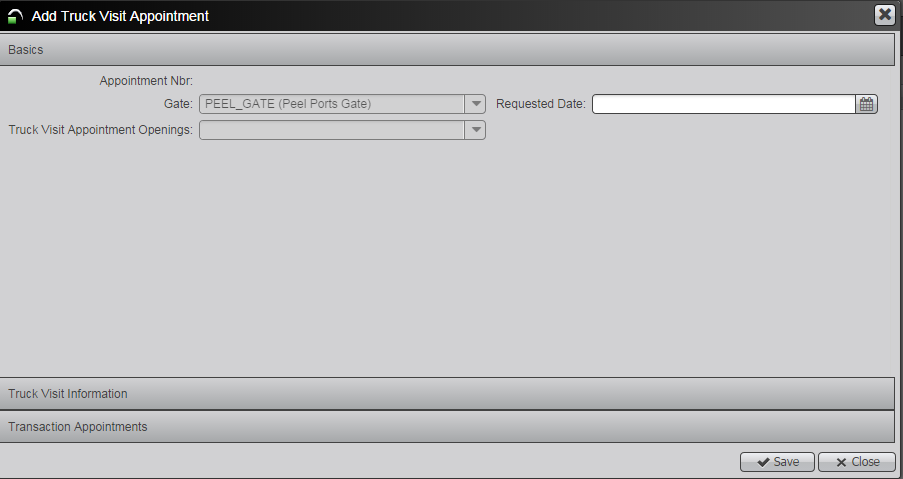 Add Truck Visit Appointment
Basics
Appointment Nbr:
Gate: PEEL_GATE (Peel Ports Gate) Requested Date:
Truck Visit Appointment Openings:
Truck Visit Information
Transaction Appointments
Save Close